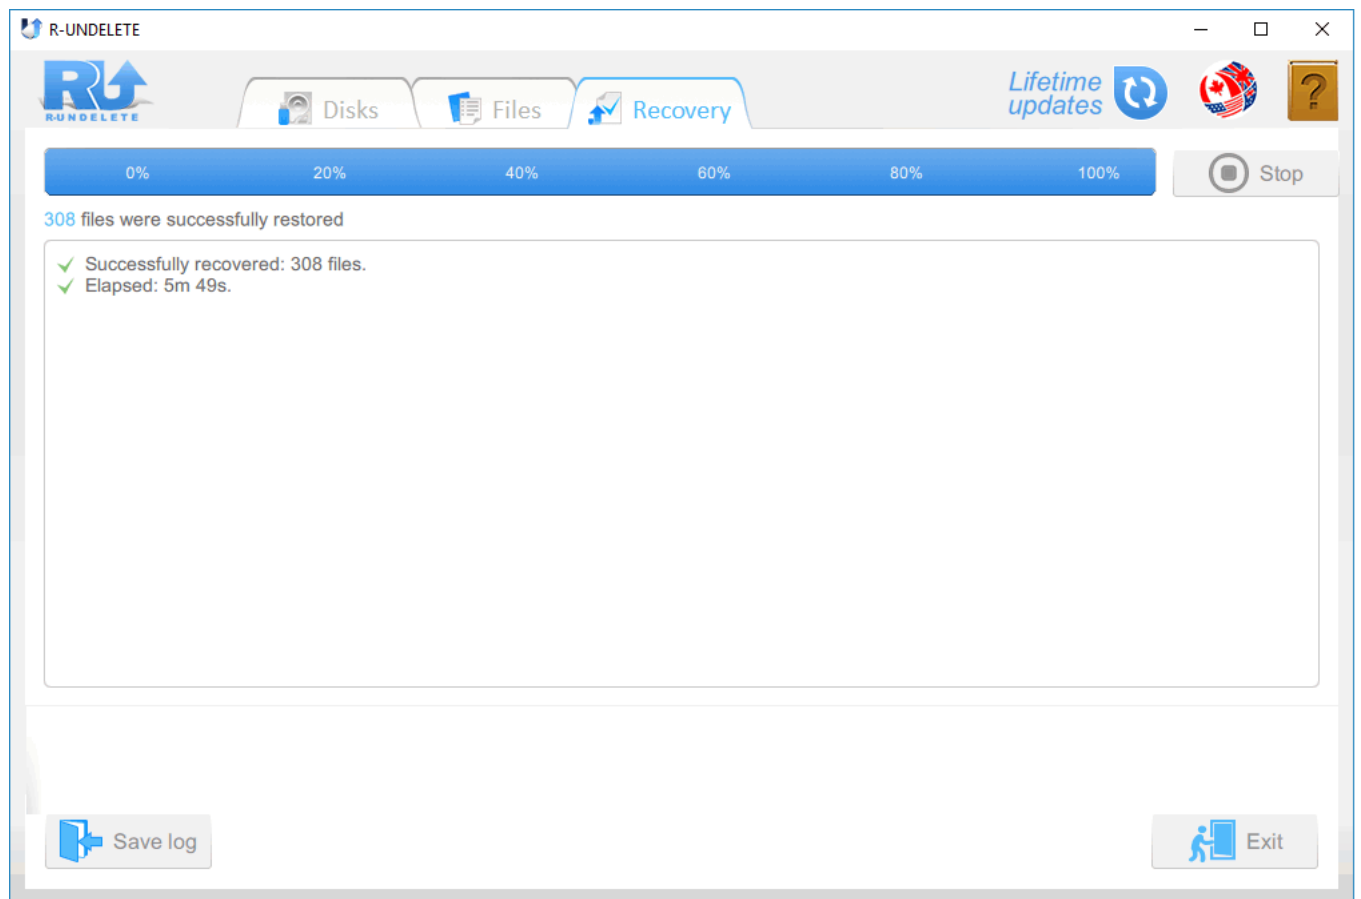 R-UNDELETE
RU
R-UNDELETE
Disks
Files
Recovery
Lifetime
updates
?
0% 20% 40% 60% 80% 100%
Stop
308 files were successfully restored
Successfully recovered: 308 files.
Elapsed: 5m 49s.
Save log
Exit